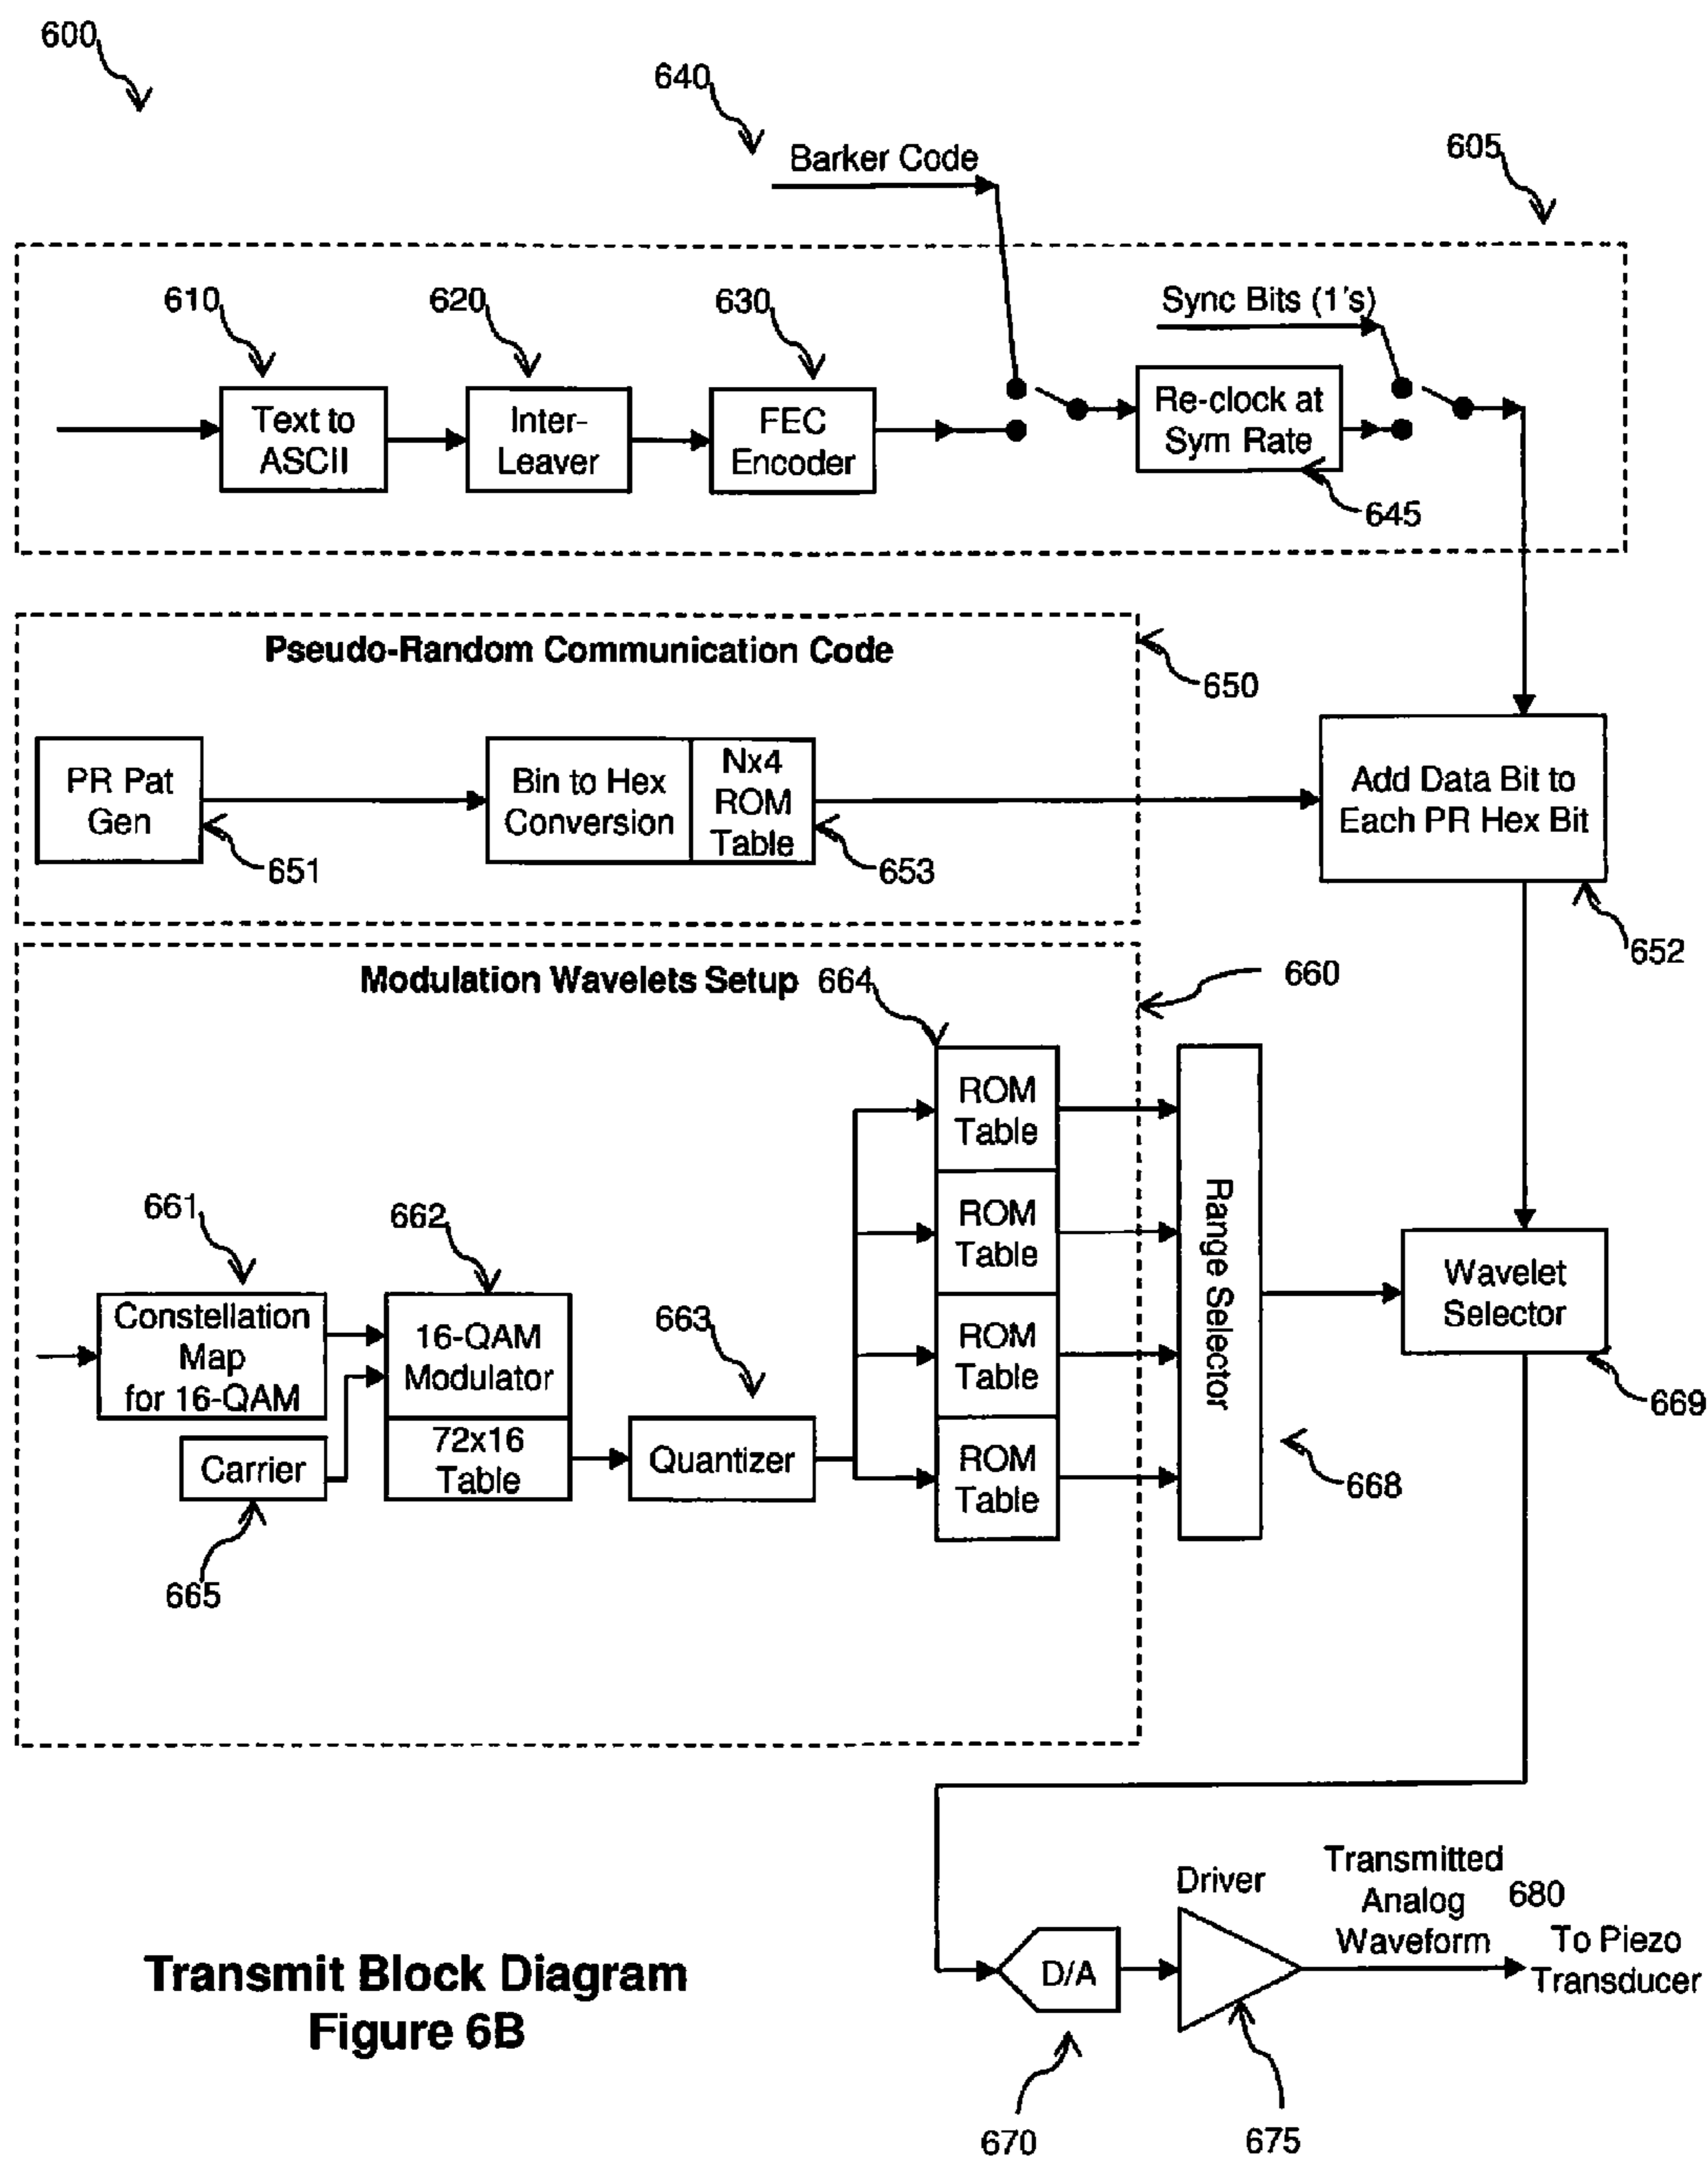 600
640
Barker Code
605
610
620
630
Sync Bits (1's)
Text to
ASCII
Inter-
Leaver
FEC
Encoder
Re-clock at
Sym Rate
645
Pseudo-Random Communication Code
650
PR Pat
Gen
651
Bin to Hex
Conversion
Nx4
ROM
Table
653
Add Data Bit to
Each PR Hex Bit
652
Modulation Wavelets Setup
664
660
ROM
Table
ROM
Table
ROM
Table
ROM
Table
Range Selector
668
661
Constellation
Map
for 16-QAM
662
16-QAM
Modulator
72x16
Table
Carrier
665
663
Quantizer
Wavelet
Selector
669
Driver
Transmitted
Analog
Waveform
680
To Piezo
Transducer
D/A
670
675
Transmit Block Diagram
Figure 6B